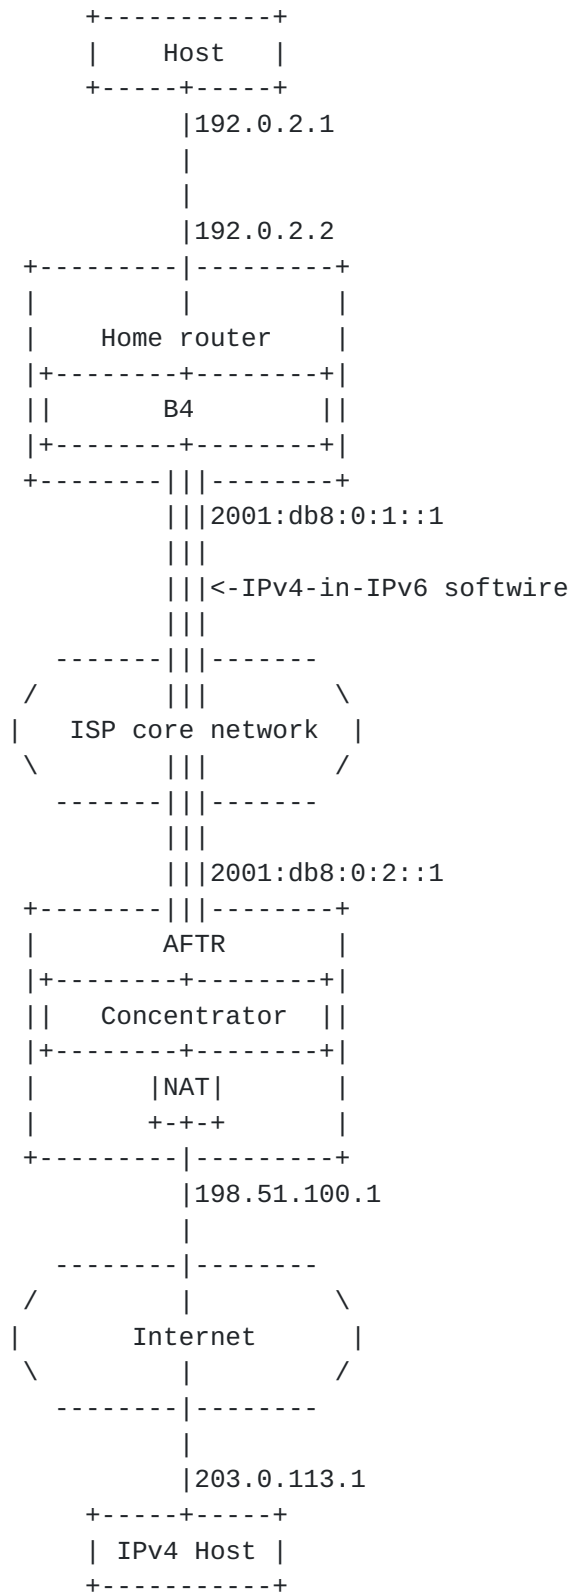 Host
192.0.2.1
192.0.2.2
Home router
B4
2001:db8:0:1::1
<-IPv4-in-IPv6 softwire
ISP core network
2001:db8:0:2::1
AFTR
Concentrator
NAT
198.51.100.1
Internet
203.0.113.1
IPv4 Host